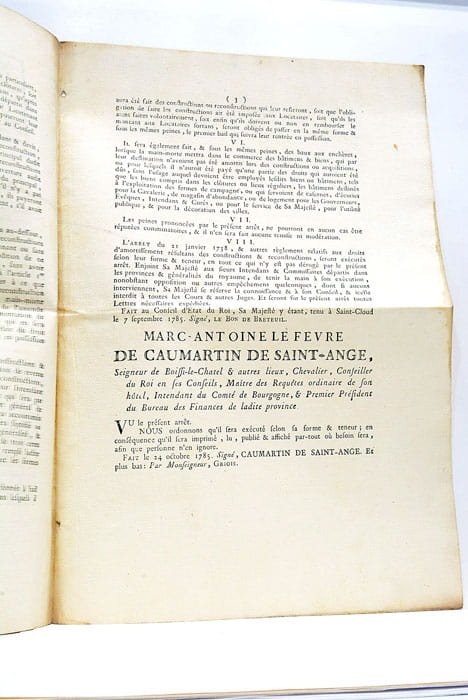 ( 3 )
aura été fait des constructions ou reconstructions qui leur resteront, soit que l'obli-
gation de faire les constructions ait été imposée aux Locataires, soit qu'ils les
aient faites volontairement, soit enfin qu'ils doivent ou non en rembourser le
montant aux Locataires sortans, seront obligés de passer en la même forme &
sous les mêmes peines, le premier bail qui suivra leur rentrée en possession.
V I.
Il sera également fait, & sous les mêmes peines, des baux aux enchères,
lorsque la main-morte mettra dans le commerce des bâtimens & biens, qui par
leur destination n'avoient pas été amortis lors des constructions ou acquisitions,
ou pour lesquels il n'auroit été payé qu'une partie des droits qui auroient été
dûs, sans l'usage auquel devoient être employés lesdits biens ou bâtimens, tels
que les biens compris dans les clôtures ou lieux réguliers, les bâtimens destinés
à l'exploitation des fermes de campagne, ou qui servoient de casernes, d'écuries
pour la Cavalerie, de magasin d'abondance, ou de logement pour les Gouverneurs,
Evêques, Intendans & Curés, ou pour le service de Sa Majesté, pour l'utilité
publique, & pour la décoration des villes.
V I I.
Les peines prononcées par le présent arrêt, ne pourront en aucun cas être
réputées comminatoires, & il n'en sera fait aucune remise ni modération.
V I I I.
L'ARRET du 21 janvier 1738, & autres règlemens relatifs aux droits
d'amortissement résultans des constructions & reconstructions, seront exécutés
selon leur forme & teneur, en tout ce qui n'y est pas dérogé par le présent
arrêt. Enjoint Sa Majesté aux sieurs Intendans & Commissaires départis dans
les provinces & généralités du royaume, de tenir la main à son exécution,
nonobstant opposition ou autres empêchemens quelconques, dont si aucuns
interviennent, Sa Majesté se réserve la connoissance & à son Conseil, & icelle
interdit à toutes ses Cours & autres Juges. Et seront sur le présent arrêt toutes
Lettres nécessaires expédiées.
FAIT au Conseil d'Etat du Roi, Sa Majesté y étant, tenu à Saint-Cloud
le 7 septembre 1785. Signé, LE BON DE BRETEUIL.
MARC-ANTOINE LE FEVRE
DE CAUMARTIN DE SAINT-ANGE,
Seigneur de Boissi-le-Chatel & autres lieux, Chevalier, Conseiller
du Roi en ses Conseils, Maître des Requêtes ordinaire de son
hôtel, Intendant du Comté de Bourgogne, & Premier Président
du Bureau des Finances de ladite province
VU le présent arrêt.
NOUS ordonnons qu'il sera exécuté selon sa forme & teneur ; en
conséquence qu'il sera imprimé, lu, publié & affiché par-tout où besoin sera,
afin que personne n'en ignore.
FAIT le 24 octobre 1785. Signé, CAUMARTIN DE SAINT-ANGE. Et
plus bas : Par Monseigneur, GRIOIS.